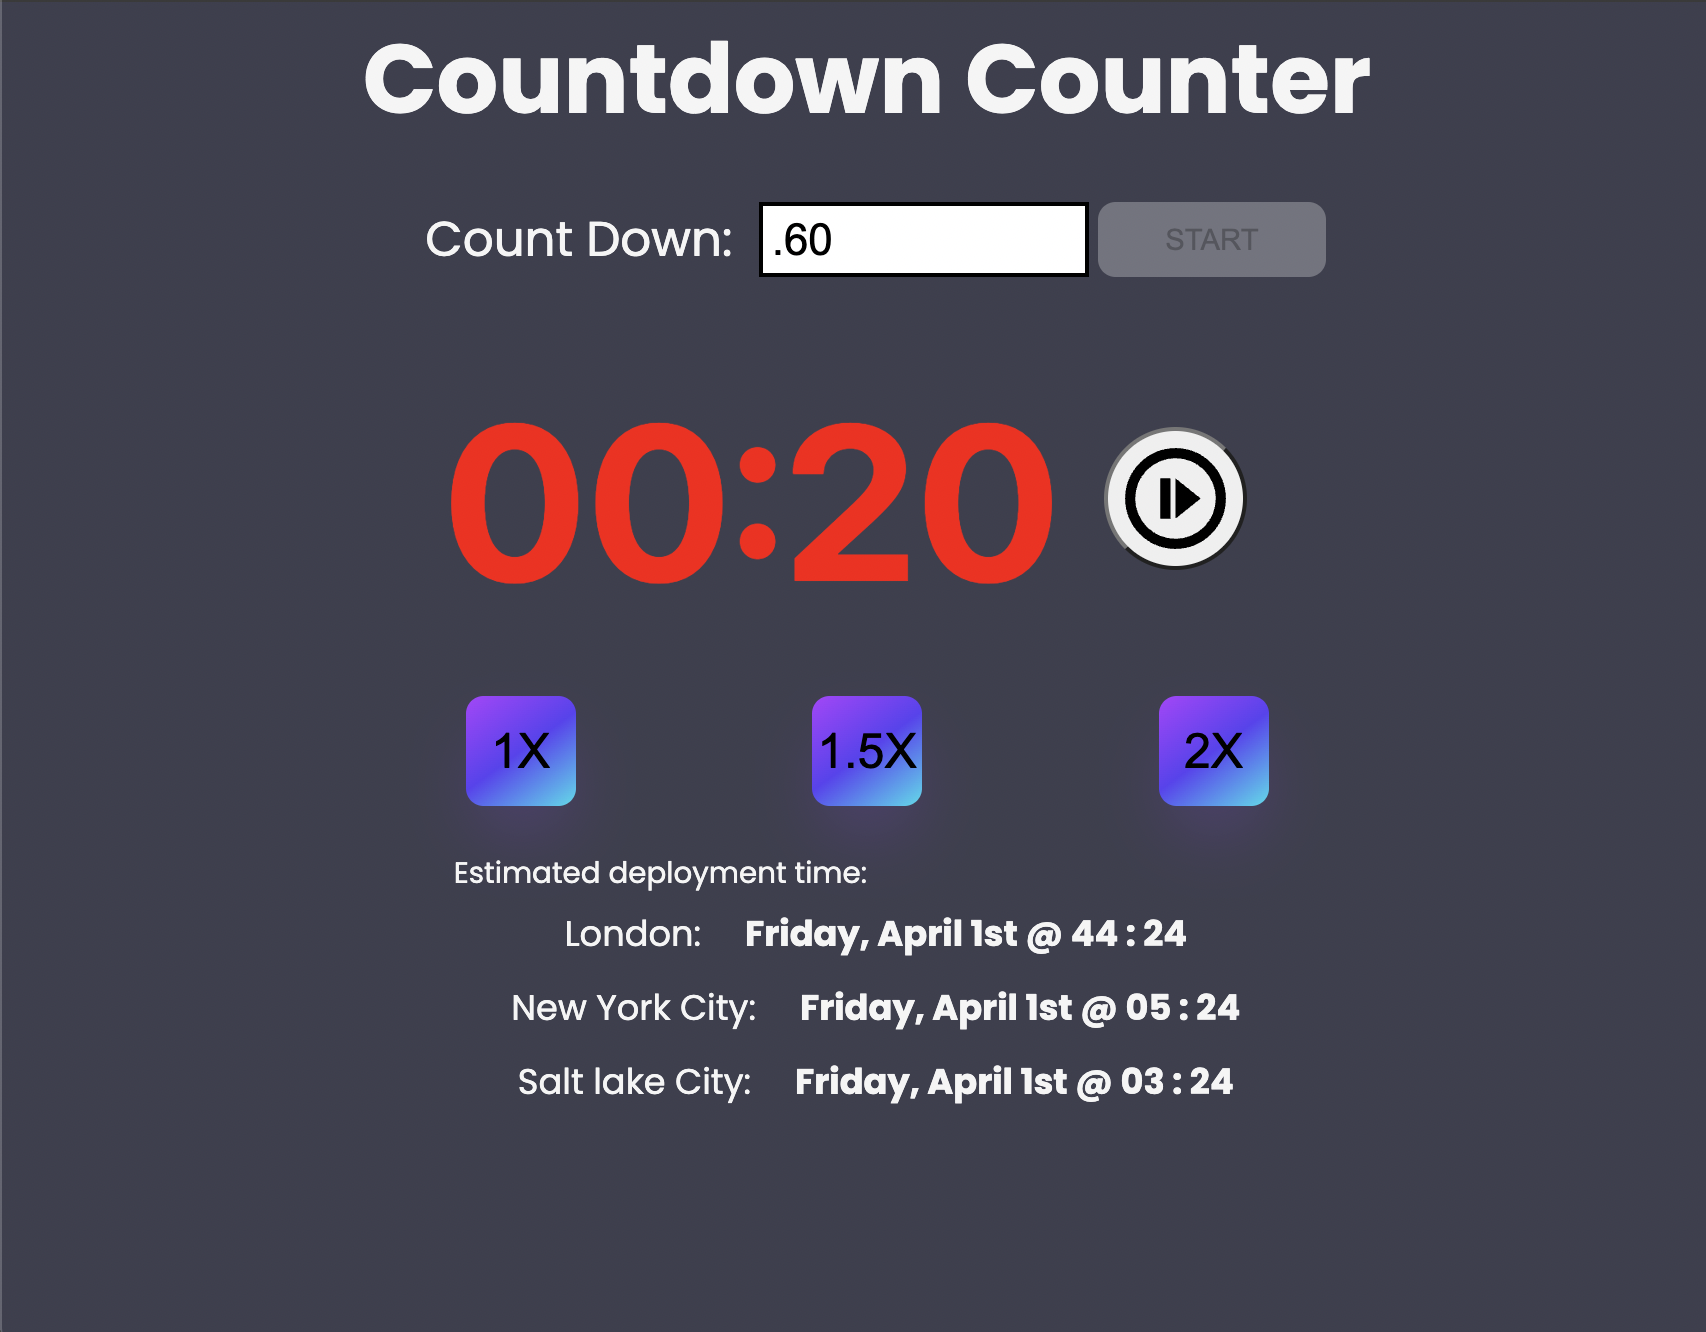 Countdown Counter
Count Down: .60 START
00:20
1X 1.5X 2X
Estimated deployment time:
London: Friday, April 1st @ 44 : 24
New York City: Friday, April 1st @ 05 : 24
Salt lake City: Friday, April 1st @ 03 : 24